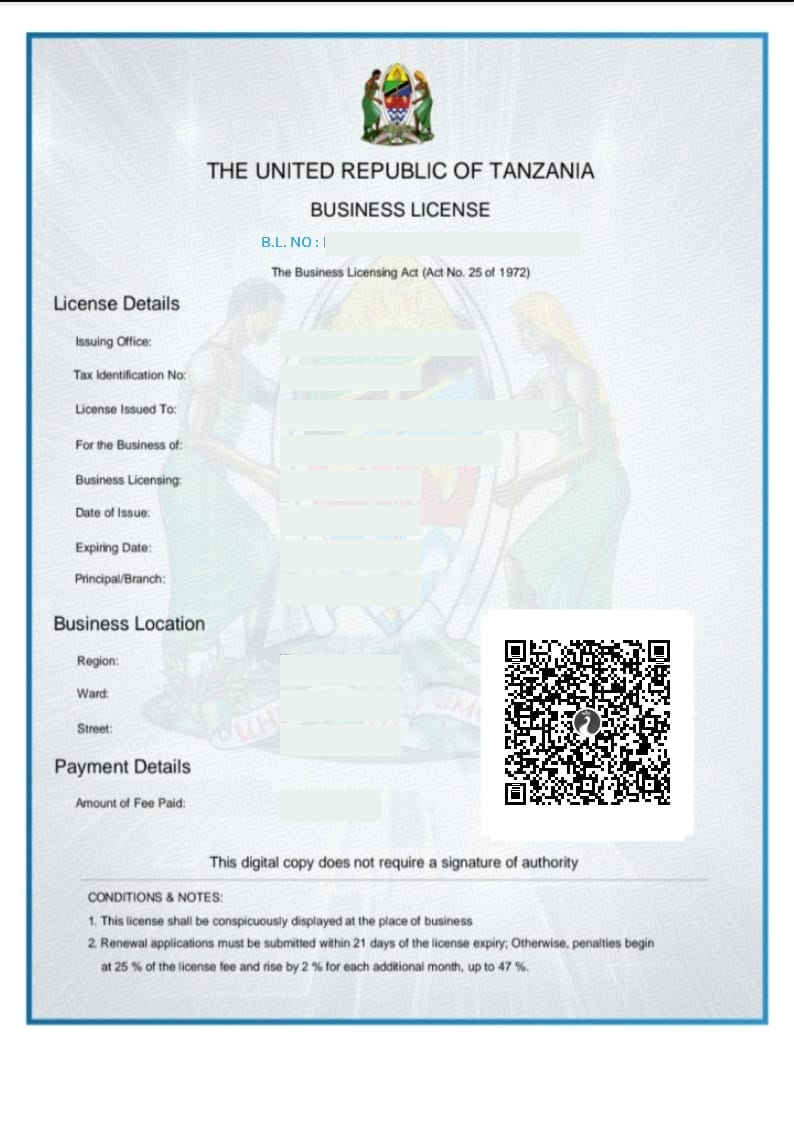 THE UNITED REPUBLIC OF TANZANIA
BUSINESS LICENSE
B.L. NO :
The Business Licensing Act (Act No. 25 of 1972)
License Details
Issuing Office:
Tax Identification No:
License Issued To:
For the Business of:
Business Licensing:
Date of Issue:
Expiring Date:
Principal/Branch:
Business Location
Region:
Ward:
Street:
Payment Details
Amount of Fee Paid:
This digital copy does not require a signature of authority
CONDITIONS & NOTES:
1. This license shall be conspicuously displayed at the place of business
2. Renewal applications must be submitted within 21 days of the license expiry; Otherwise, penalties begin
at 25 % of the license fee and rise by 2 % for each additional month, up to 47 %.